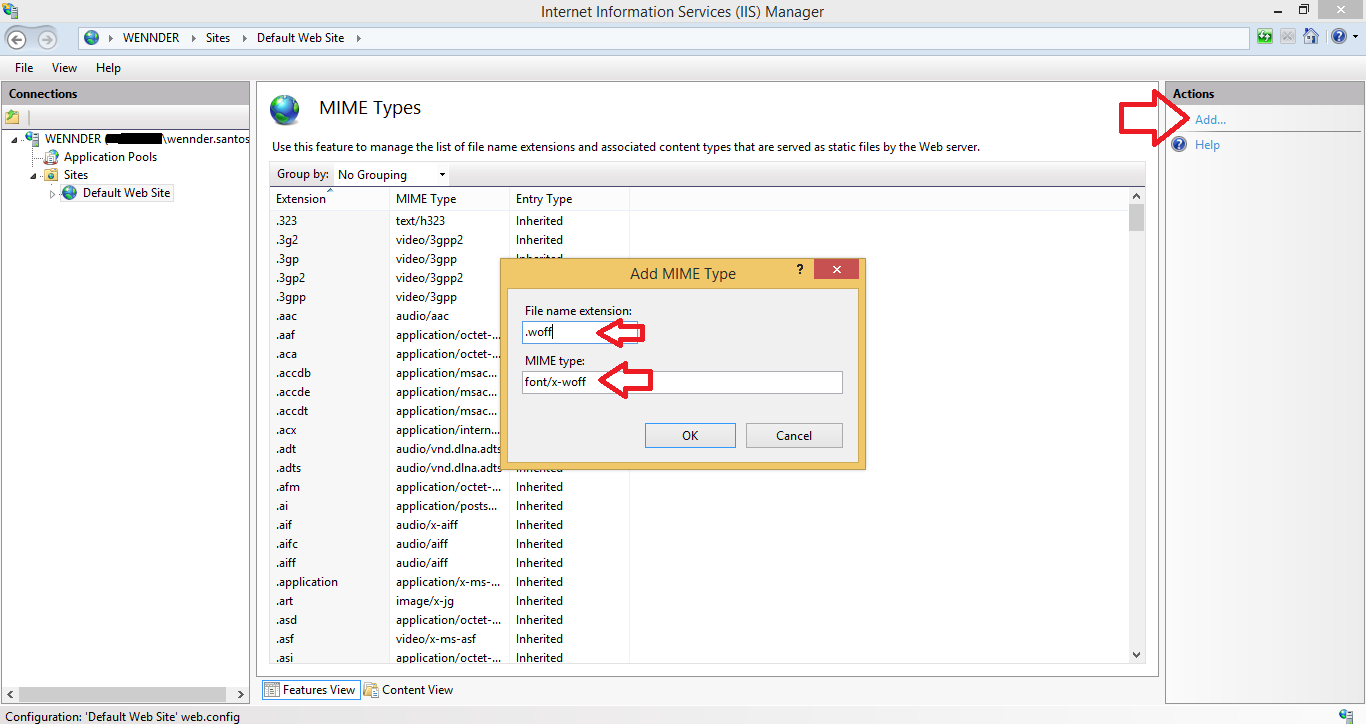 Internet Information Services (IIS) Manager
WENNDER Sites Default Web Site
File View Help
Connections
WENNDER ( \wennder.santos
Application Pools
Sites
Default Web Site
MIME Types
Use this feature to manage the list of file name extensions and associated content types that are served as static files by the Web server.
Group by: No Grouping
Extension MIME Type Entry Type
.323 text/h323 Inherited
.3g2 video/3gpp2 Inherited
.3gp video/3gpp Inherited
.3gp2 video/3gpp2
.3gpp video/3gpp
.aac audio/aac
.aaf application/octet-...
.aca application/octet-...
.accdb application/msac...
.accde application/msac...
.accdt application/msac...
.acx application/intern...
.adt audio/vnd.dlna.adts
.adts audio/vnd.dlna.adts Inherited
.afm application/octet-... Inherited
.ai application/posts... Inherited
.aif audio/x-aiff Inherited
.aifc audio/aiff Inherited
.aiff audio/aiff Inherited
.application application/x-ms-... Inherited
.art image/x-jg Inherited
.asd application/octet-... Inherited
.asf video/x-ms-asf Inherited
.asi application/octet-... Inherited
Add MIME Type ?
File name extension:
.woff
MIME type:
font/x-woff
OK Cancel
Actions
Add...
Help
Features View Content View
Configuration: 'Default Web Site' web.config